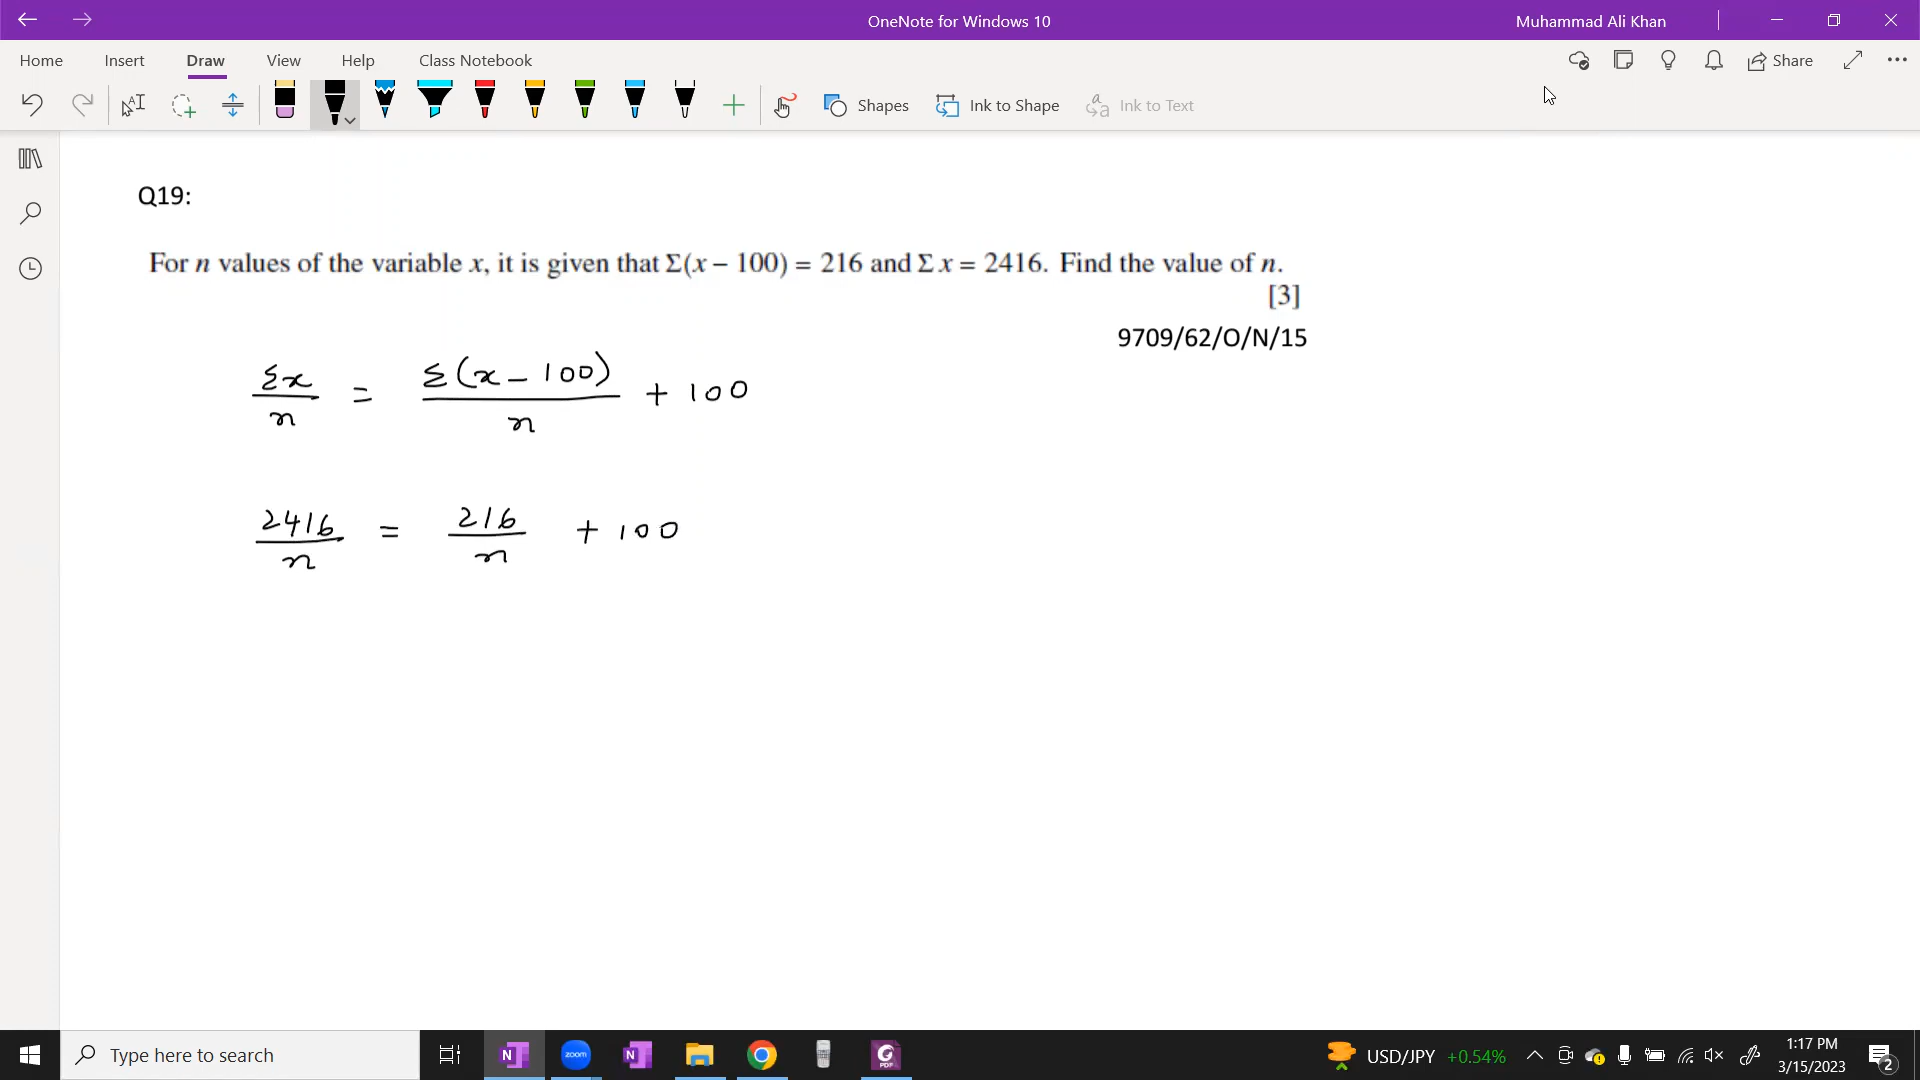 OneNote for Windows 10
Muhammad Ali Khan
Home Insert Draw View Help Class Notebook
Share
Shapes Ink to Shape Ink to Text
Q19:
For n values of the variable x, it is given that Σ(x − 100) = 216 and Σ x = 2416. Find the value of n.
[3]
9709/62/O/N/15
Σx/n = Σ(x − 100)/n + 100
2416/n = 216/n + 100
Type here to search
zoom
PDF
USD/JPY +0.54%
1:17 PM
3/15/2023
2